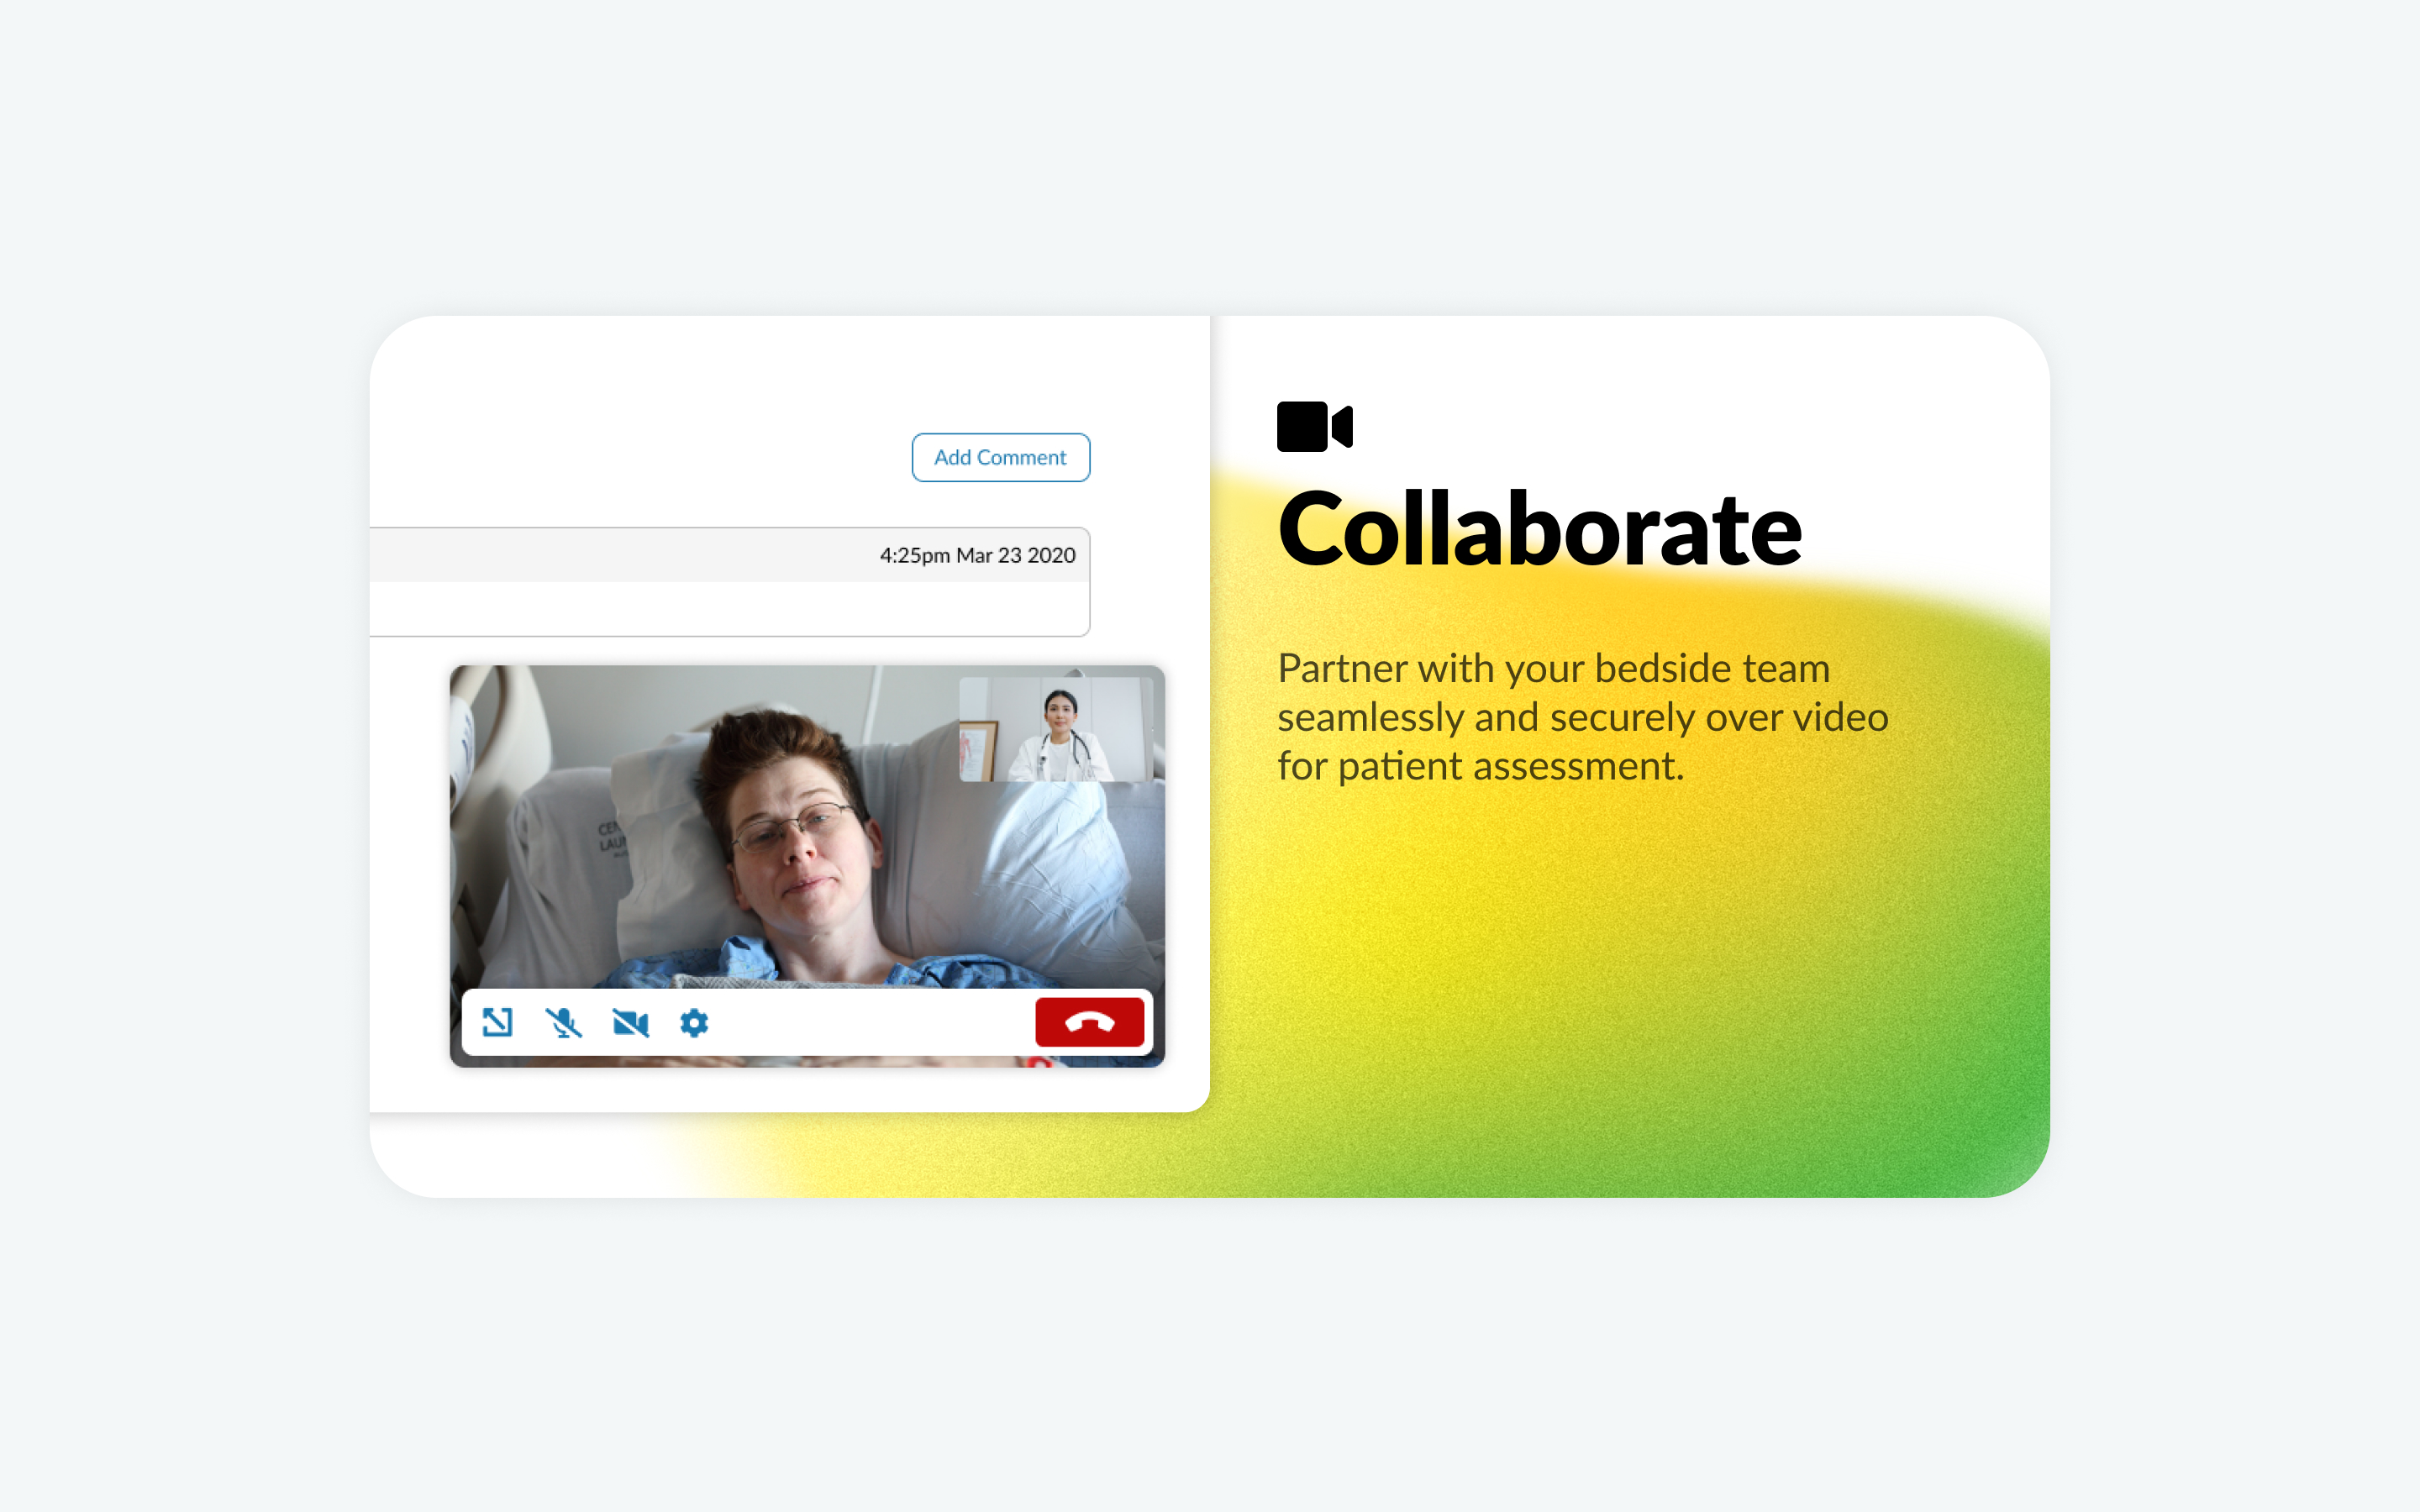 Add Comment
4:25pm Mar 23 2020
Collaborate
Partner with your bedside team
seamlessly and securely over video
for patient assessment.